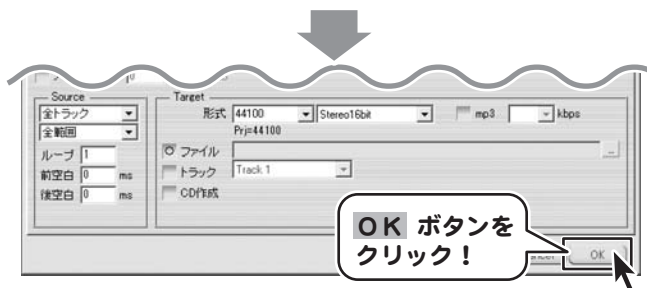 Source
全トラック
全範囲
ループ 1
前空白 0 ms
後空白 0 ms
Target
形式 44100 Stereo16bit mp3 kbps
Prj=44100
ファイル ...
トラック Track 1
CD作成
OK ボタンを
クリック!
OK